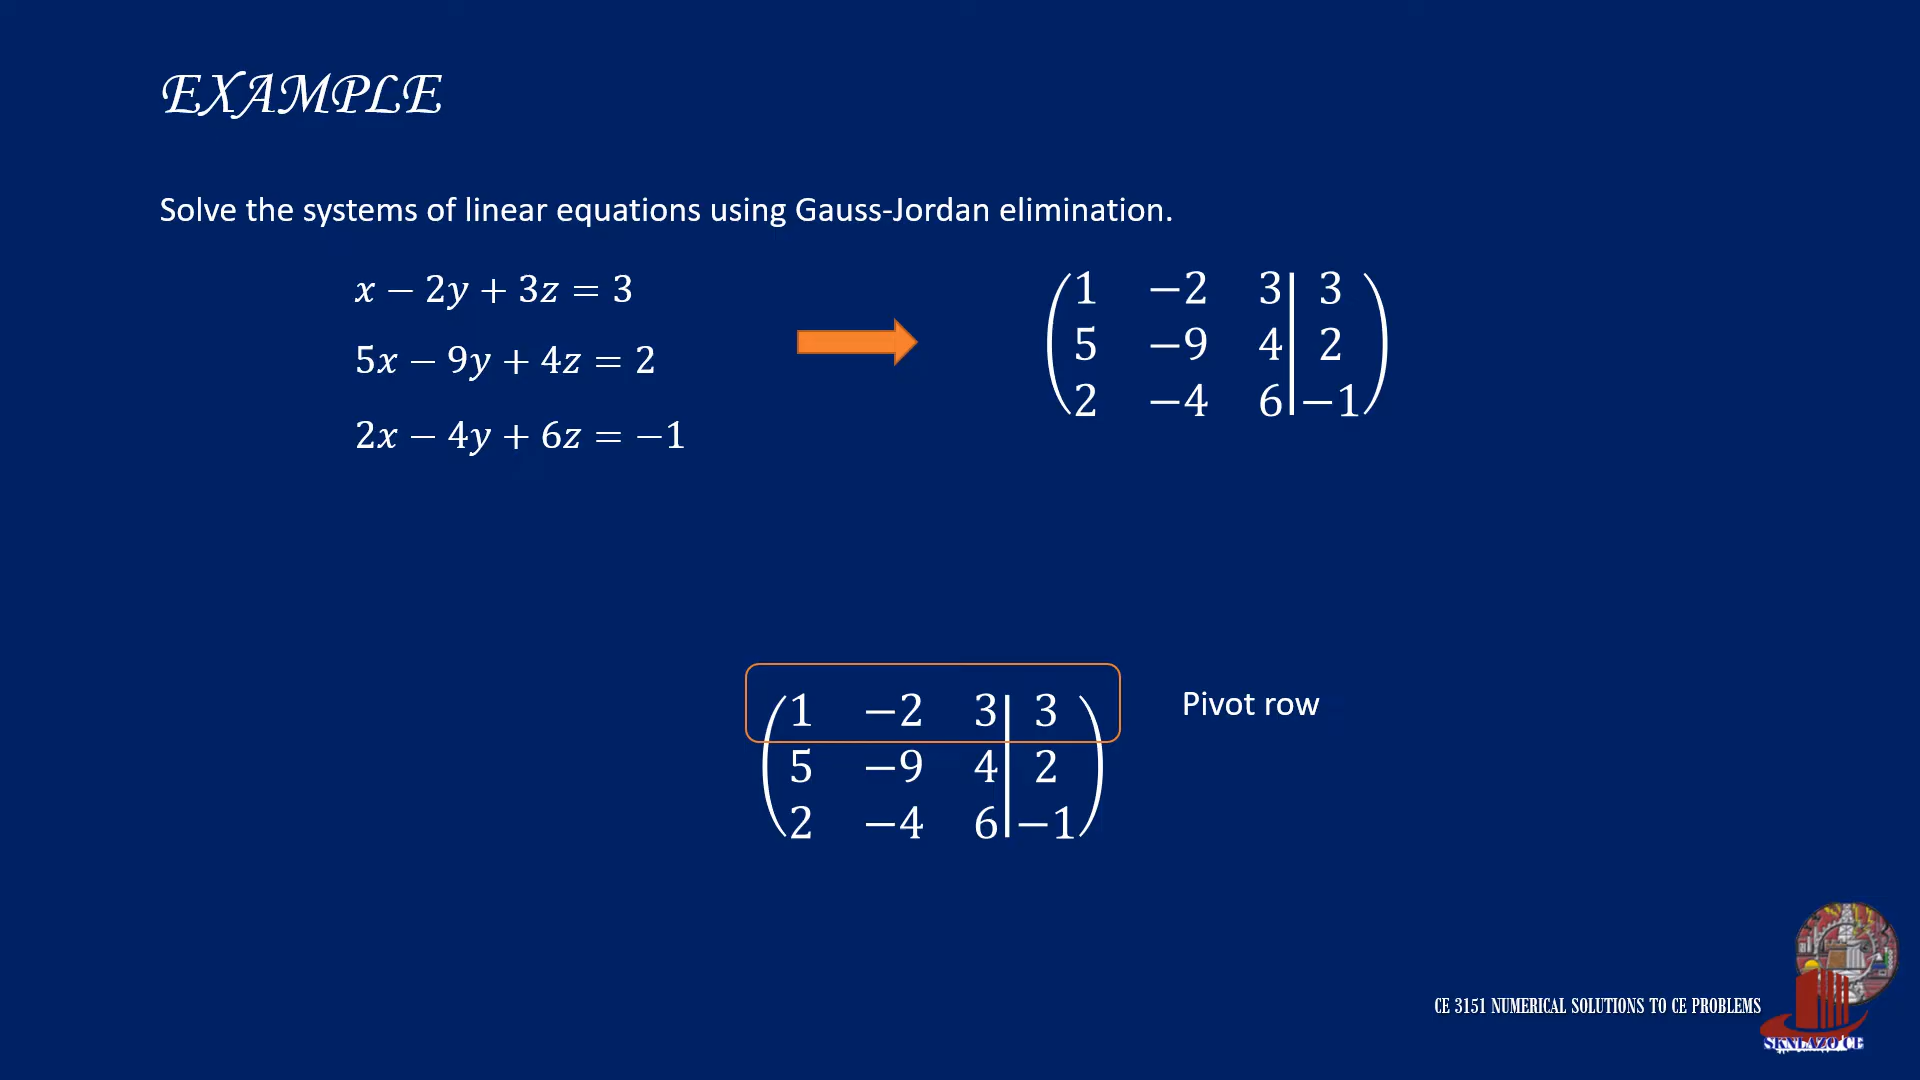 EXAMPLE
Solve the systems of linear equations using Gauss-Jordan elimination.
x − 2y + 3z = 3
5x − 9y + 4z = 2
2x − 4y + 6z = −1
1 −2 3 | 3
5 −9 4 | 2
2 −4 6 | −1
1 −2 3 | 3
Pivot row
5 −9 4 | 2
2 −4 6 | −1
CE 3151 NUMERICAL SOLUTIONS TO CE PROBLEMS